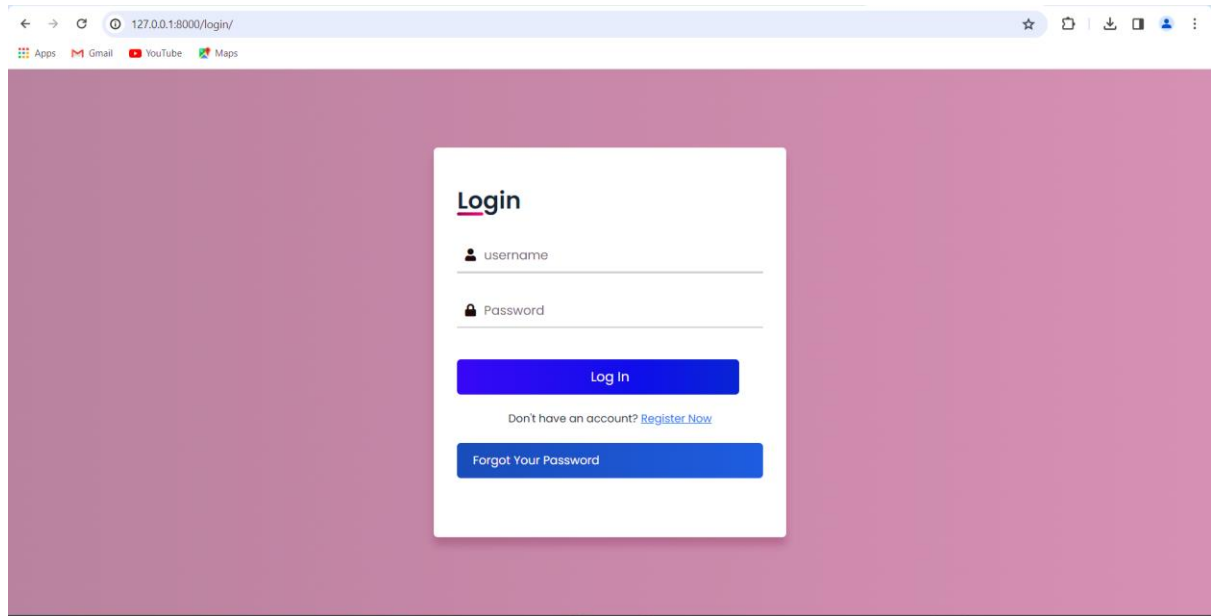 127.0.0.1:8000/login/
Apps Gmail YouTube Maps
Login
username
Password
Log In
Don't have an account? Register Now
Forgot Your Password